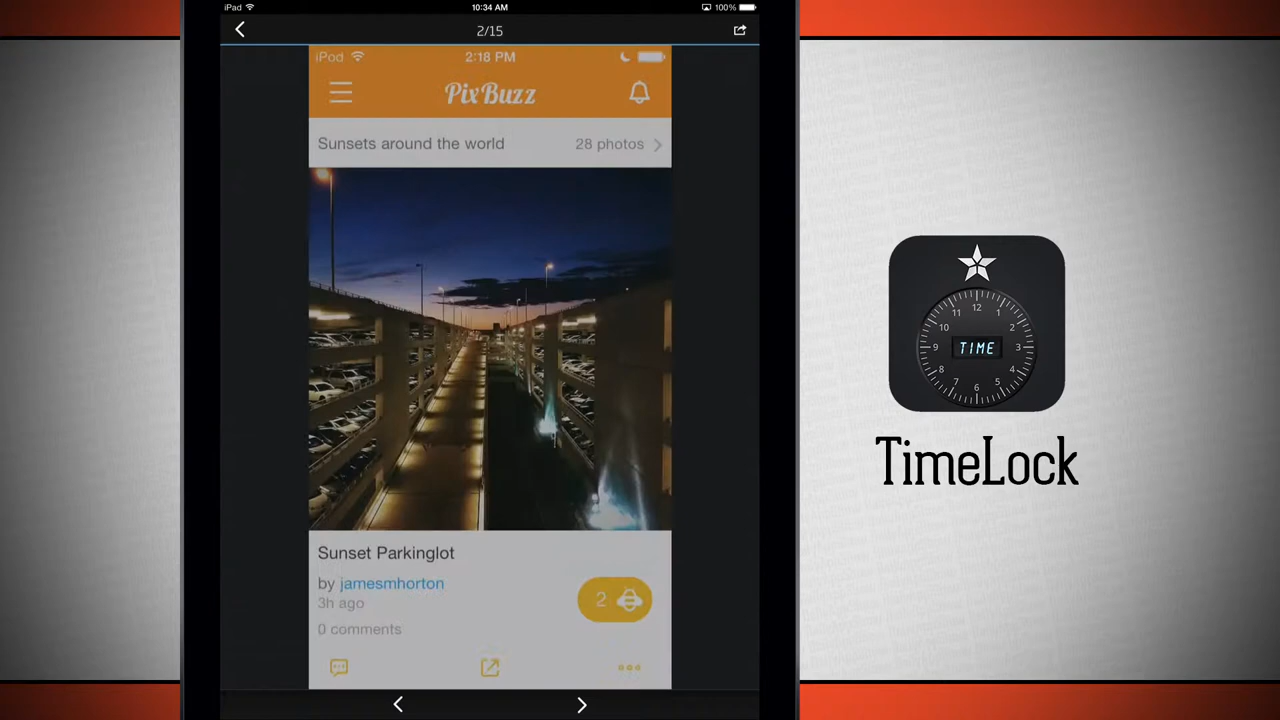 iPad 10:34 AM 100%
2/15
iPod 2:18 PM
PixBuzz
Sunsets around the world 28 photos
Sunset Parkinglot
by jamesmhorton
3h ago
2
0 comments
12
11 1
10 2
9 TIME 3
8 4
7 5
6
TimeLock